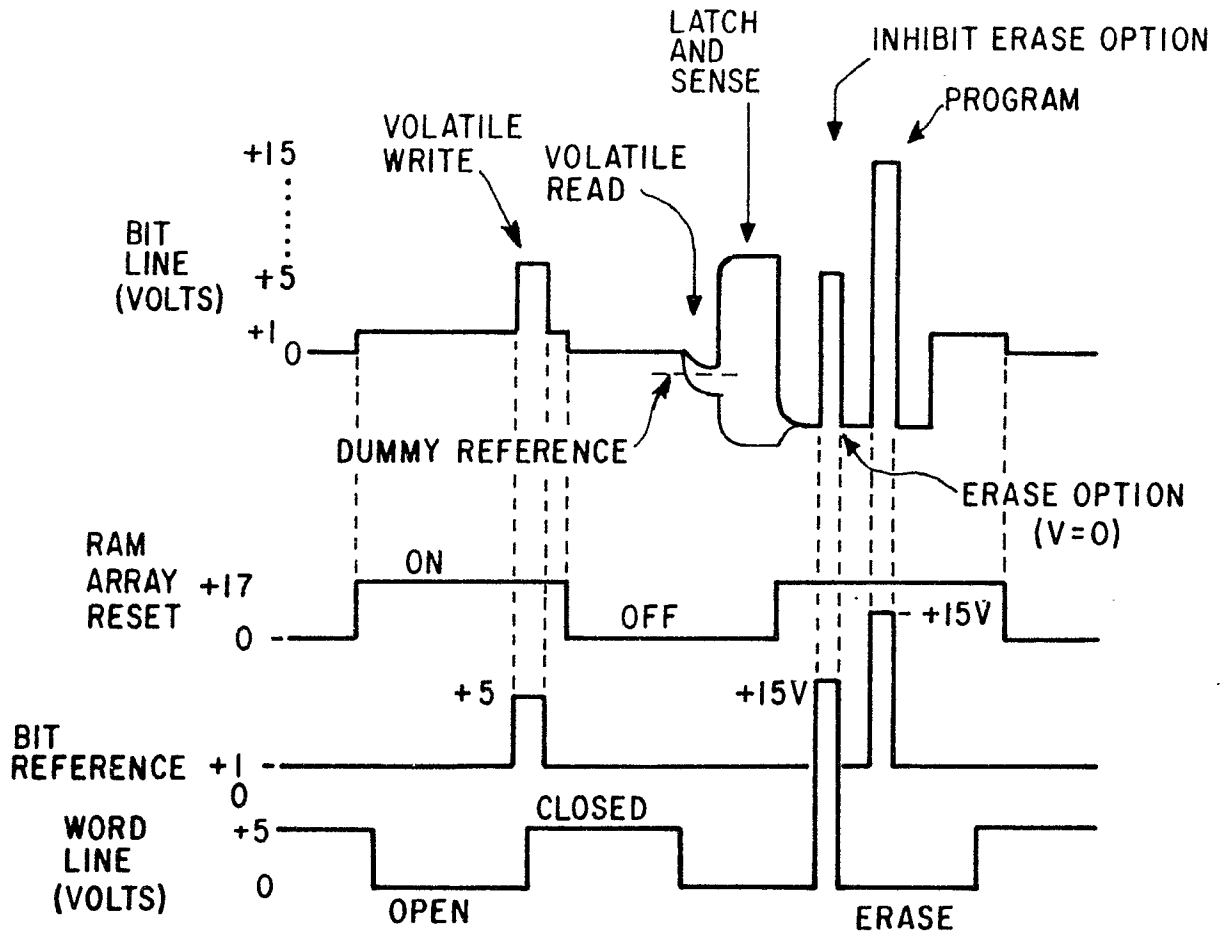 LATCH
AND
SENSE
INHIBIT ERASE OPTION
PROGRAM
VOLATILE
WRITE
VOLATILE
READ
+15
BIT
LINE
(VOLTS)
+5
+1
0
DUMMY REFERENCE
ERASE OPTION
(V=0)
RAM
ARRAY
RESET
+17
0
ON
OFF
+15V
+5
+15V
BIT
REFERENCE
+1
0
WORD
LINE
(VOLTS)
+5
0
CLOSED
OPEN
ERASE